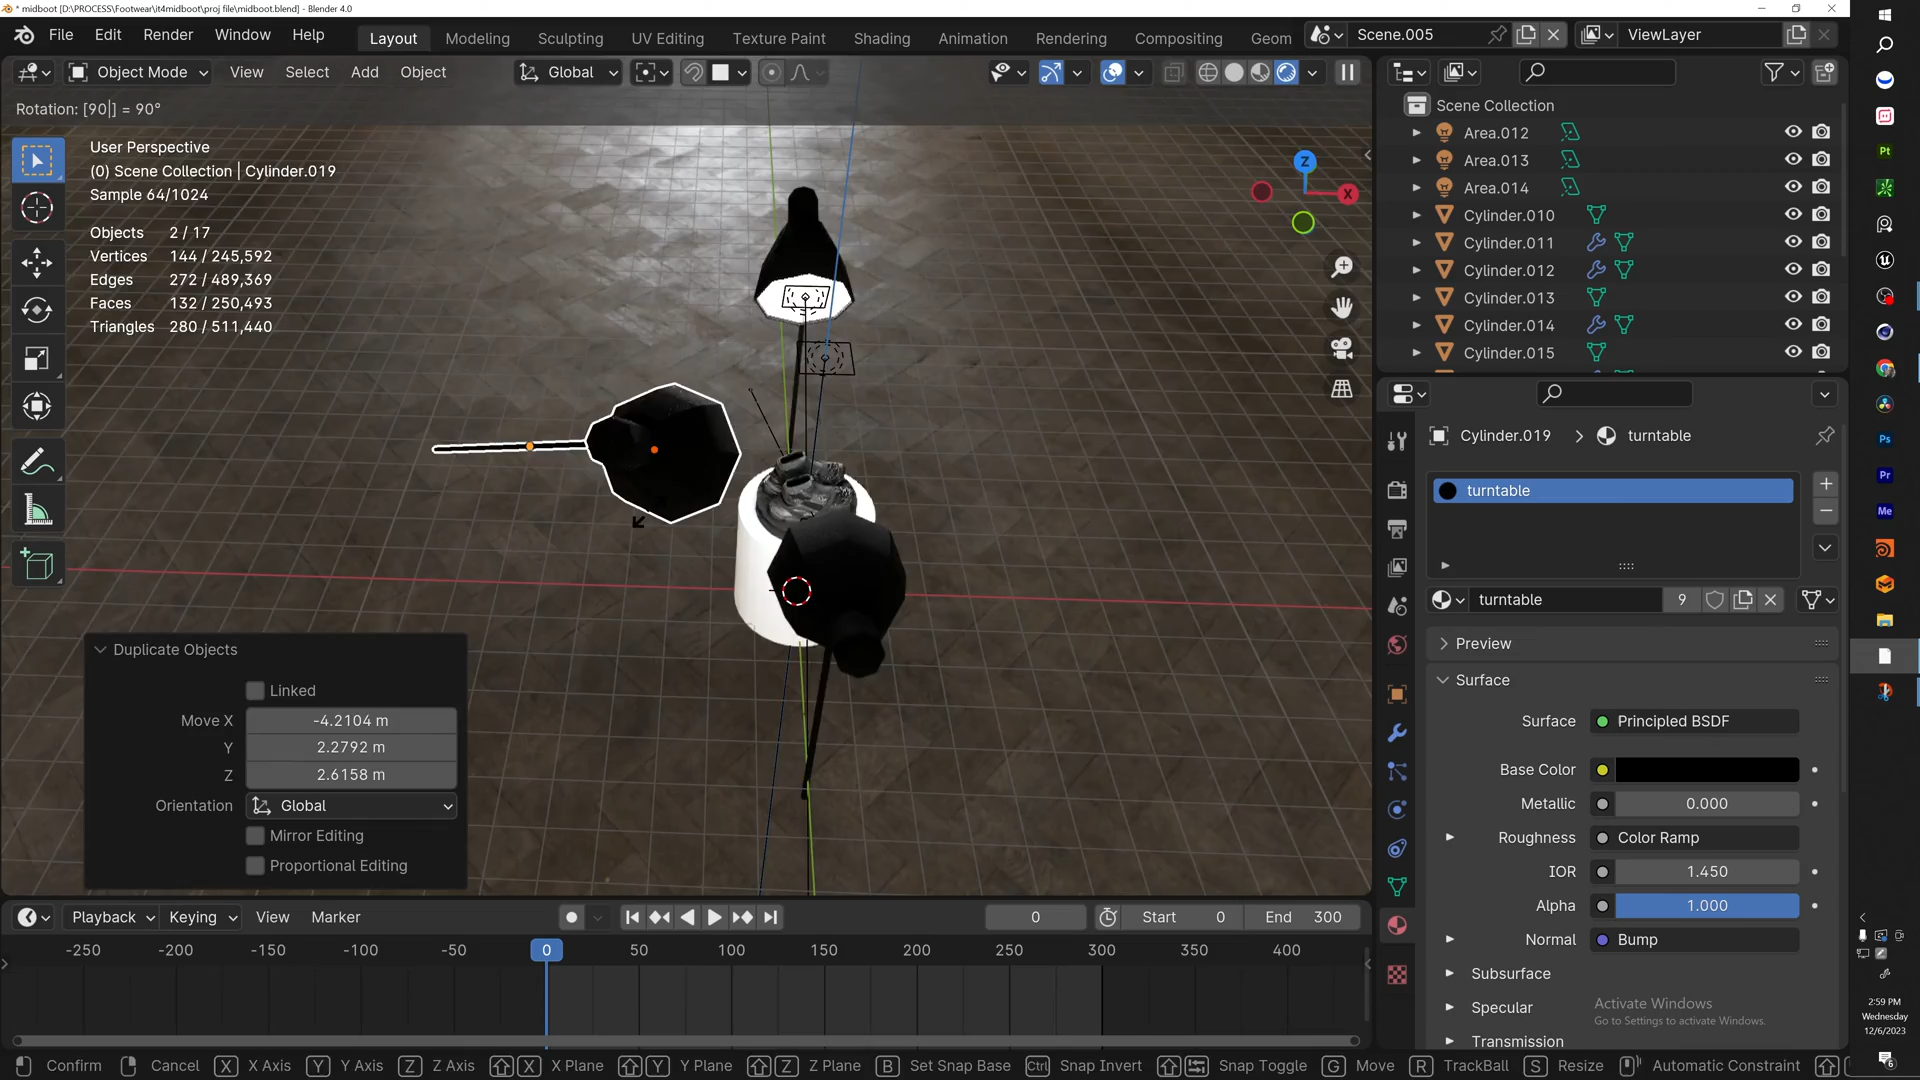 * midboot [D:\PROCESS\Footwear\it4midboot\proj file\midboot.blend] - Blender 4.0
File Edit Render Window Help
Layout Modeling Sculpting UV Editing Texture Paint Shading Animation Rendering Compositing Geom
Scene.005
ViewLayer
Object Mode View Select Add Object
Global
Rotation: [90|] = 90°
User Perspective
(0) Scene Collection | Cylinder.019
Sample 64/1024
Objects 2 / 17
Vertices 144 / 245,592
Edges 272 / 489,369
Faces 132 / 250,493
Triangles 280 / 511,440
Z
X
Scene Collection
Area.012
Area.013
Area.014
Cylinder.010
Cylinder.011
Cylinder.012
Cylinder.013
Cylinder.014
Cylinder.015
Cylinder.019 > turntable
turntable
turntable 9
Preview
Surface
Surface Principled BSDF
Base Color
Metallic 0.000
Roughness Color Ramp
IOR 1.450
Alpha 1.000
Normal Bump
Subsurface
Specular
Transmission
Activate Windows
Go to Settings to activate Windows.
Duplicate Objects
Linked
Move X -4.2104 m
Y 2.2792 m
Z 2.6158 m
Orientation Global
Mirror Editing
Proportional Editing
Playback Keying View Marker
0 Start 0 End 300
-250 -200 -150 -100 -50 0 50 100 150 200 250 300 350 400
Confirm Cancel X X Axis Y Y Axis Z Z Axis X X Plane Y Y Plane Z Z Plane B Set Snap Base Ctrl Snap Invert Snap Toggle G Move R TrackBall S Resize Automatic Constraint
Pt
Ps
Pr
Me
2:59 PM
Wednesday
12/6/2023
6